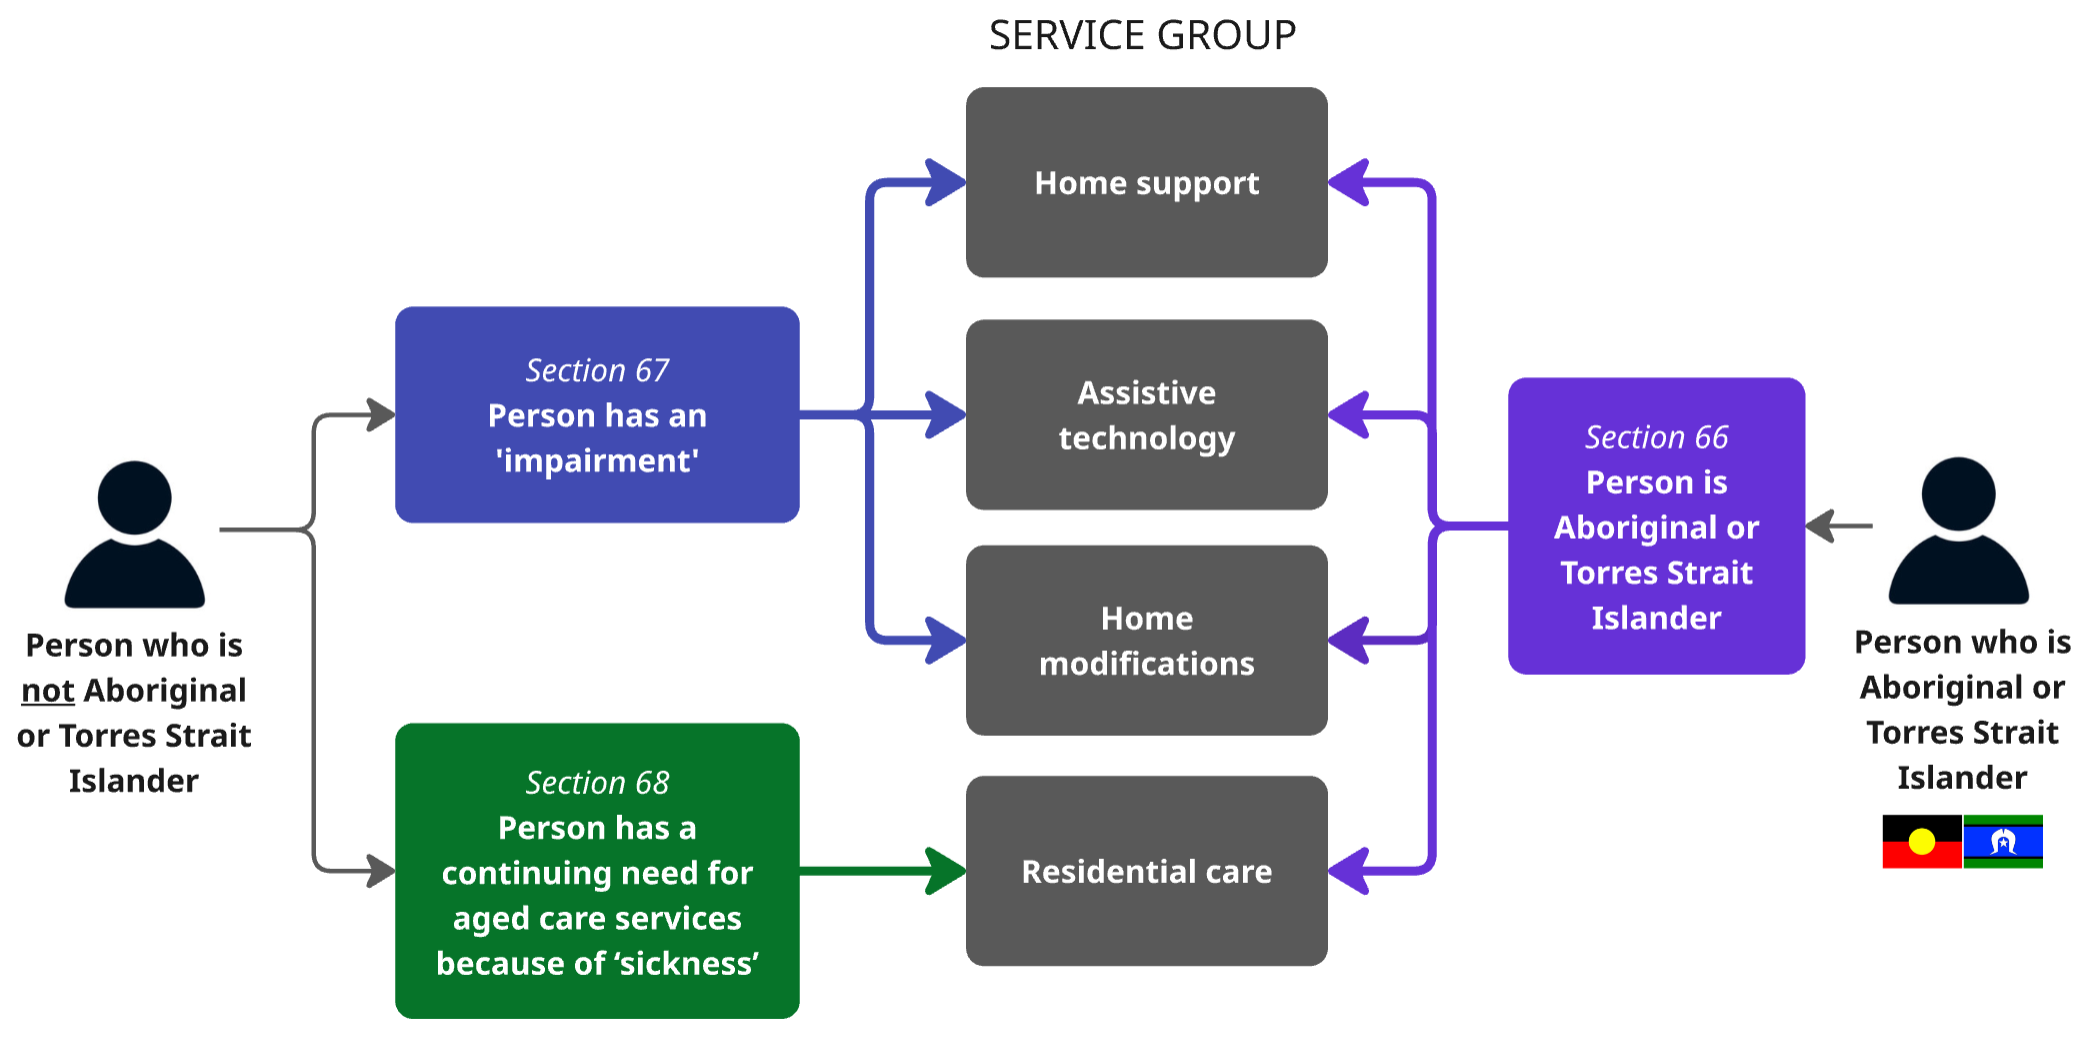 SERVICE GROUP
Home support
Section 67
Person has an
'impairment'
Assistive
technology
Section 66
Person is
Aboriginal or
Torres Strait
Islander
Home
modifications
Person who is
not Aboriginal
or Torres Strait
Islander
Person who is
Aboriginal or
Torres Strait
Islander
Section 68
Person has a
continuing need for
aged care services
because of ‘sickness’
Residential care